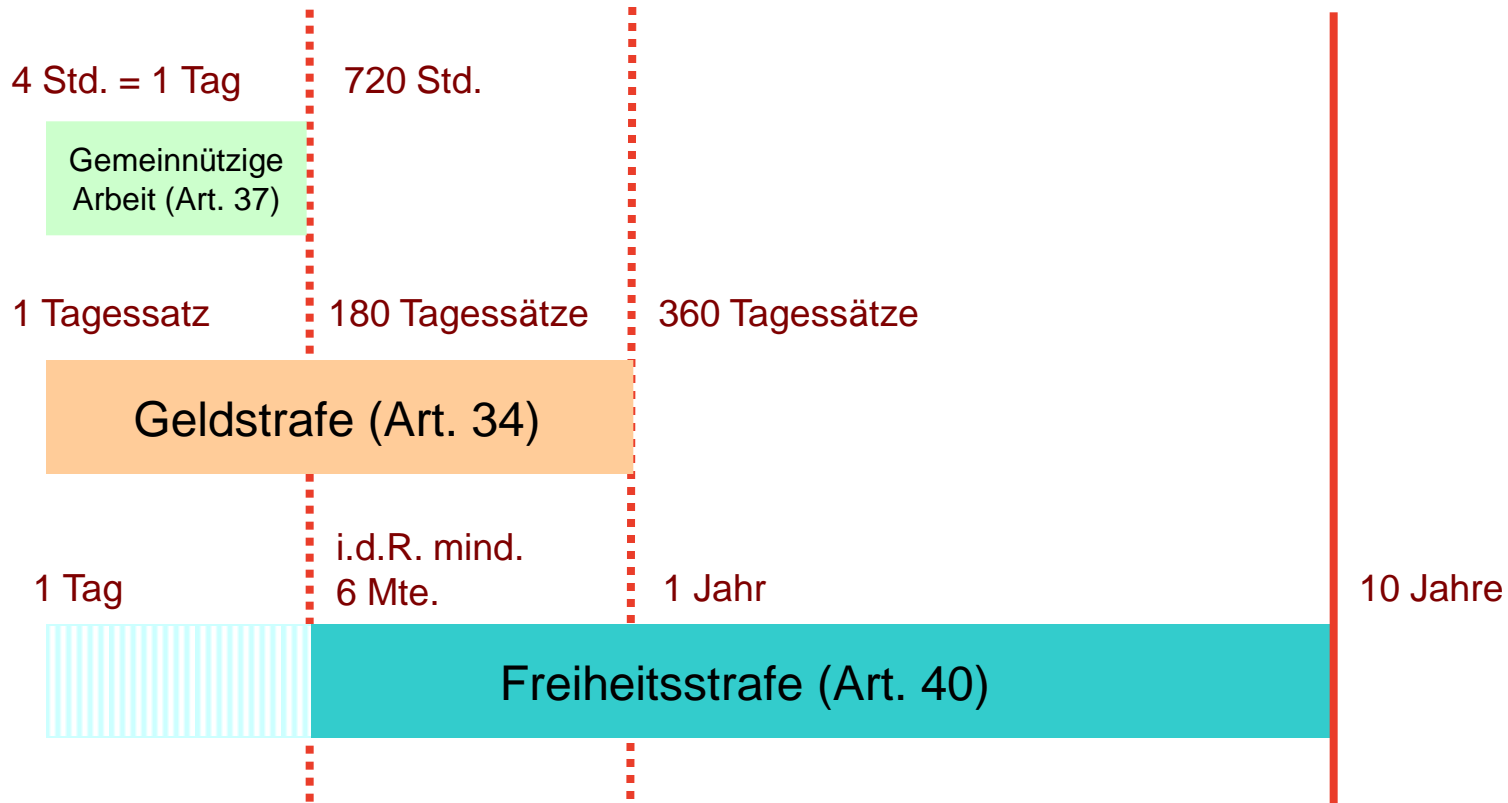 4 Std. = 1 Tag
720 Std.
Gemeinnützige
Arbeit (Art. 37)
1 Tagessatz
180 Tagessätze
360 Tagessätze
Geldstrafe (Art. 34)
1 Tag
i.d.R. mind.
6 Mte.
1 Jahr
10 Jahre
Freiheitsstrafe (Art. 40)